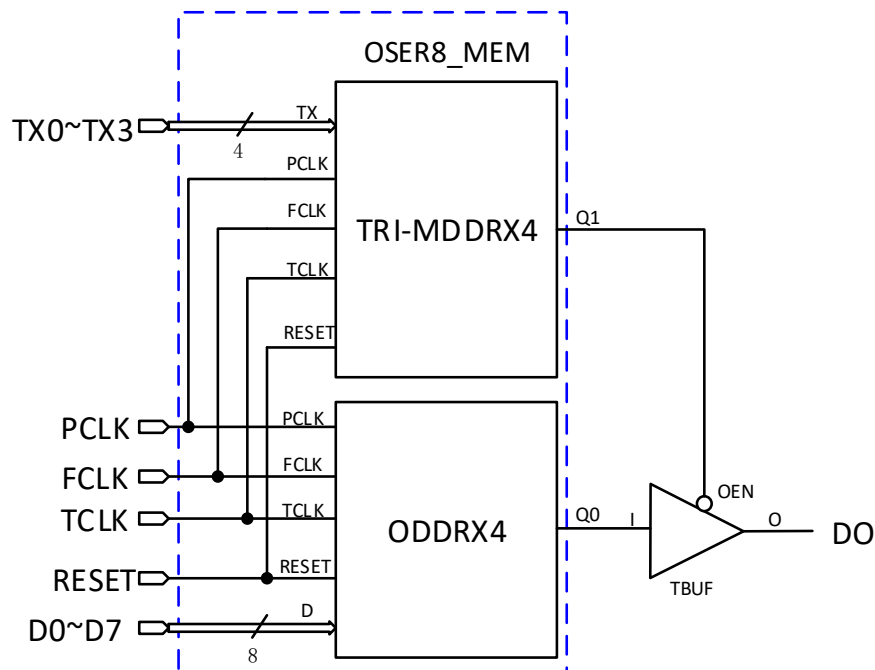 OSER8_MEM
TX0~TX3
TX
4
PCLK
FCLK
TRI-MDDRX4
Q1
TCLK
RESET
PCLK
PCLK
FCLK
FCLK
OEN
TCLK
TCLK
ODDRX4
Q0
I
O
DO
RESET
RESET
TBUF
D0~D7
D
8